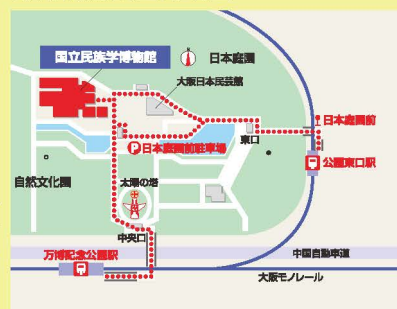 国立民族学博物館
日本庭園
大阪日本民芸館
日本庭園前
P日本庭園前駐車場
東口
公園東口駅
自然文化園
太陽の塔
中央口
万博記念公園駅
中国自動車道
大阪モノレール